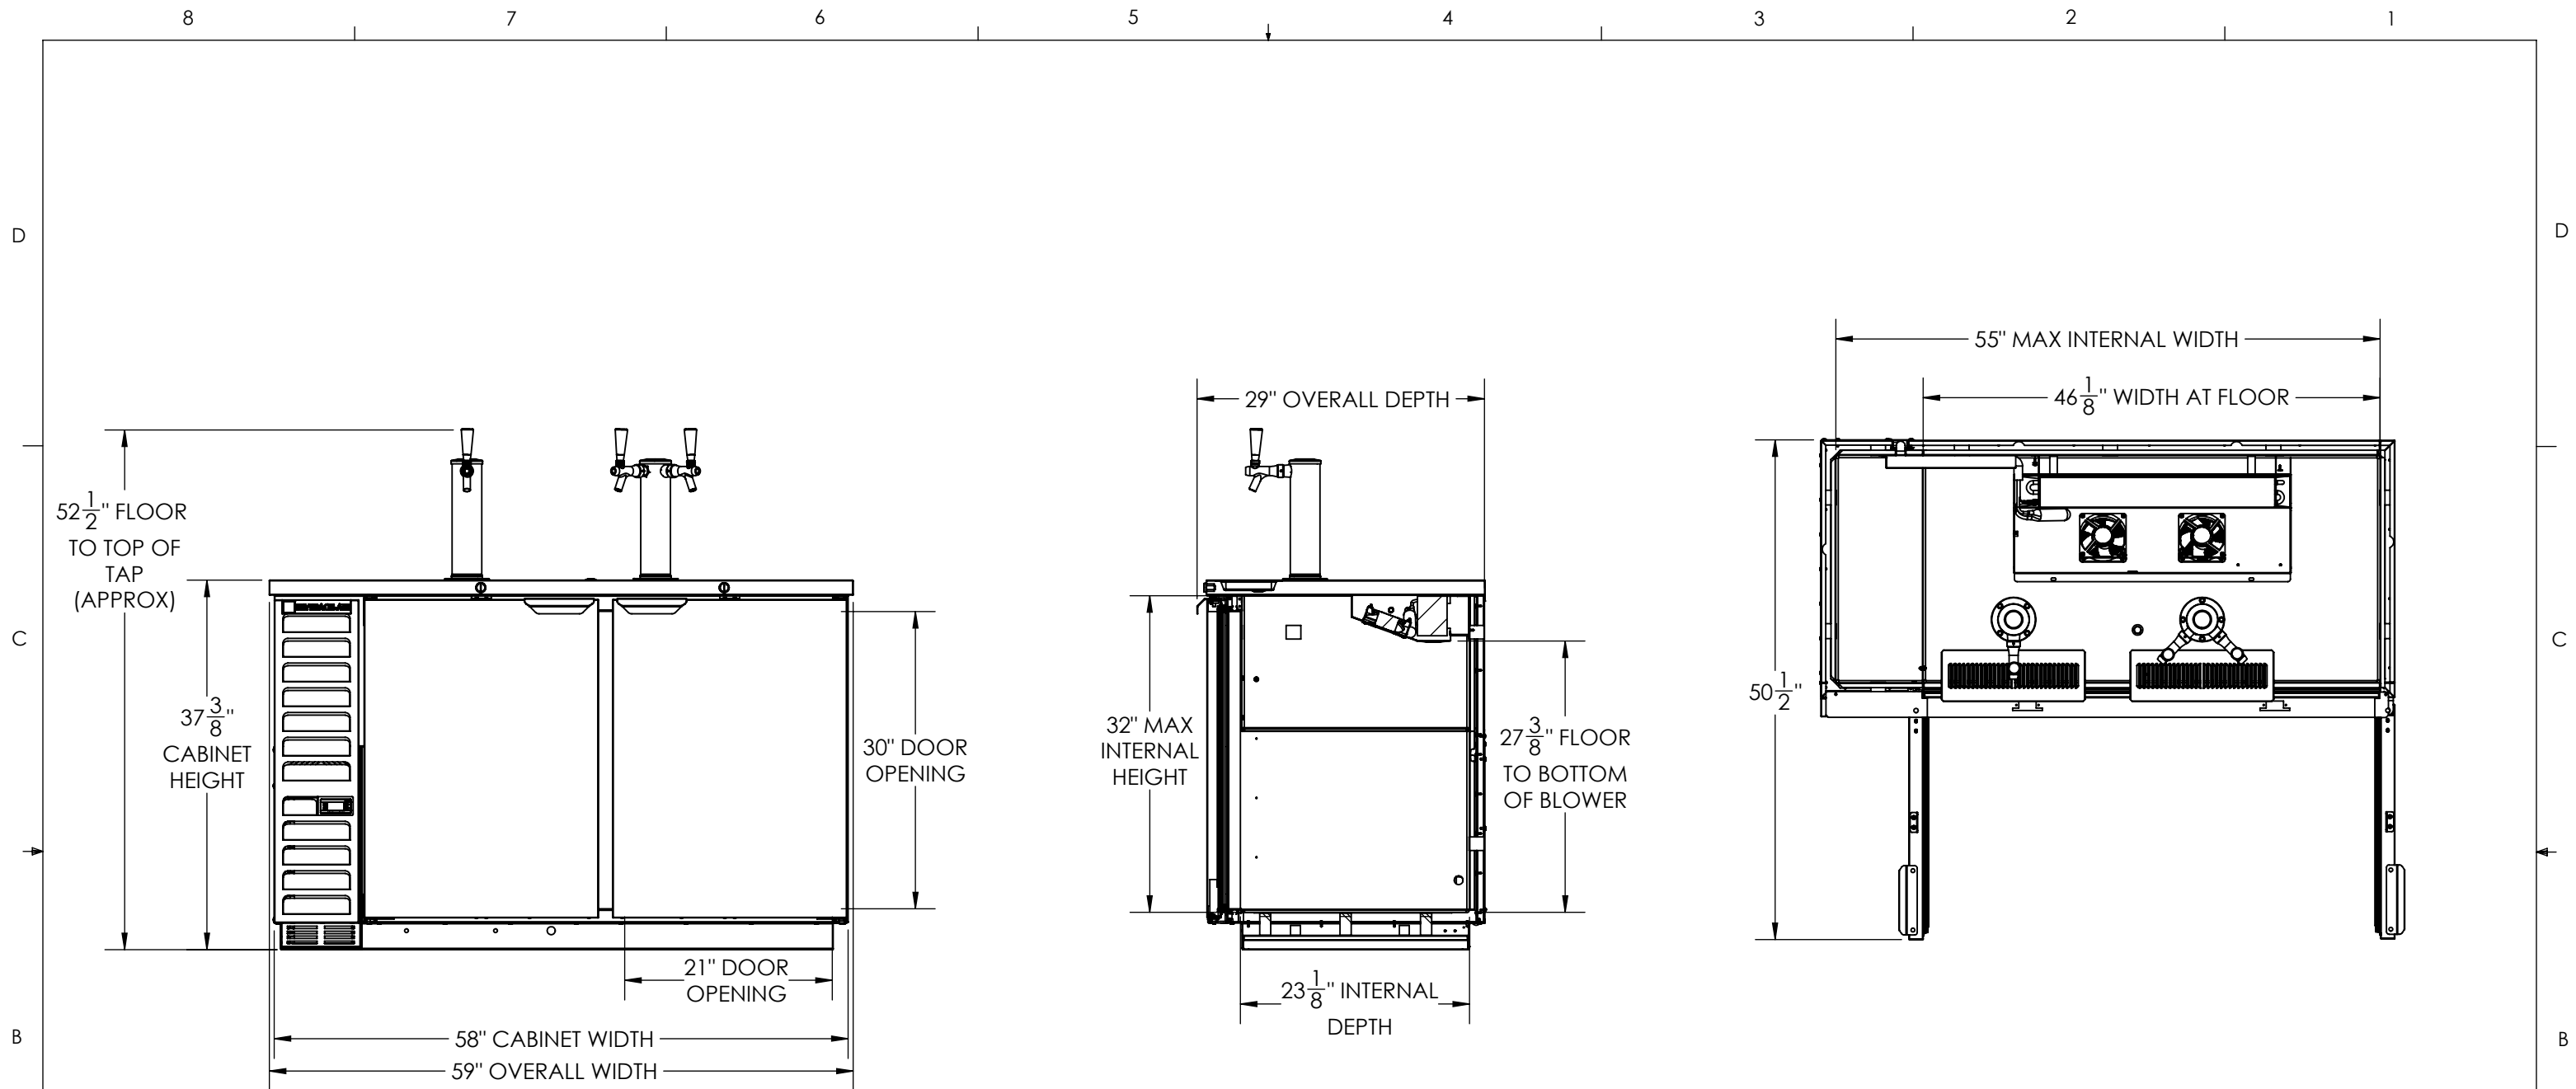 8 7 6 5 4 3 2 1
D D
55" MAX INTERNAL WIDTH
46 1/8" WIDTH AT FLOOR
29" OVERALL DEPTH
52 1/2" FLOOR
TO TOP OF
TAP
(APPROX)
37 3/8"
CABINET
HEIGHT
30" DOOR
OPENING
21" DOOR
OPENING
58" CABINET WIDTH
59" OVERALL WIDTH
32" MAX
INTERNAL
HEIGHT
27 3/8" FLOOR
TO BOTTOM
OF BLOWER
23 1/8" INTERNAL
DEPTH
50 1/2"
C C
B B